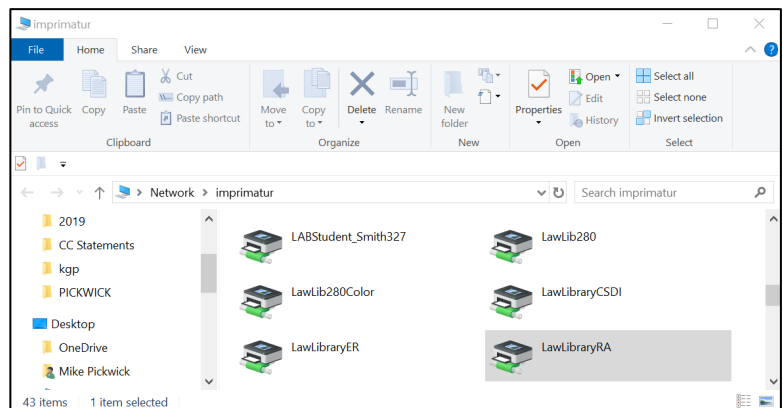 imprimatur
File Home Share View
Pin to Quick access
Copy
Paste
Cut
Copy path
Paste shortcut
Move to
Copy to
Delete
Rename
New folder
Properties
Open
Edit
History
Select all
Select none
Invert selection
Clipboard Organize New Open Select
Network > imprimatur
Search imprimatur
2019
CC Statements
kgp
PICKWICK
Desktop
OneDrive
Mike Pickwick
LABStudent_Smith327
LawLib280
LawLib280Color
LawLibraryCSDI
LawLibraryER
LawLibraryRA
43 items 1 item selected